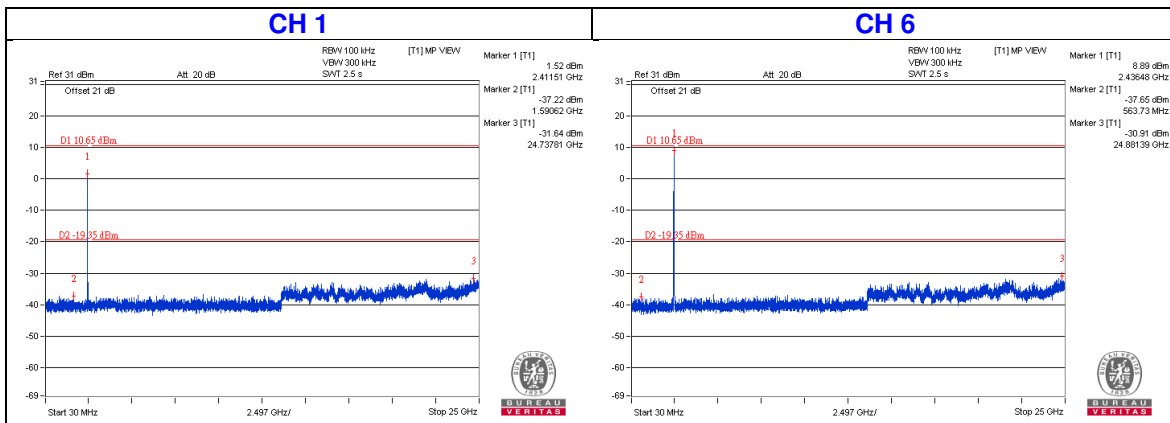 CH 1
RBW 100 kHz
[T1] MP VIEW
VBW 300 kHz
SWT 2.5 s
Ref 31 dBm
Att 20 dB
Offset 21 dB
Marker 1 [T1]
1.52 dBm
2.41151 GHz
Marker 2 [T1]
-37.22 dBm
1.59062 GHz
Marker 3 [T1]
-31.64 dBm
24.73781 GHz
31
20
10
0
-10
-20
-30
-40
-50
-60
-69
D1 10.65 dBm
1
D2 -19.35 dBm
2
3
Start 30 MHz
2.497 GHz/
Stop 25 GHz
BUREAU VERITAS
1828
BUREAU
VERITAS
CH 6
RBW 100 kHz
[T1] MP VIEW
VBW 300 kHz
SWT 2.5 s
Ref 31 dBm
Att 20 dB
Offset 21 dB
Marker 1 [T1]
8.89 dBm
2.43648 GHz
Marker 2 [T1]
-37.65 dBm
563.73 MHz
Marker 3 [T1]
-30.91 dBm
24.88139 GHz
31
20
10
0
-10
-20
-30
-40
-50
-60
-69
1
D1 10.65 dBm
D2 -19.35 dBm
2
3
Start 30 MHz
2.497 GHz/
Stop 25 GHz
BUREAU VERITAS
1828
BUREAU
VERITAS